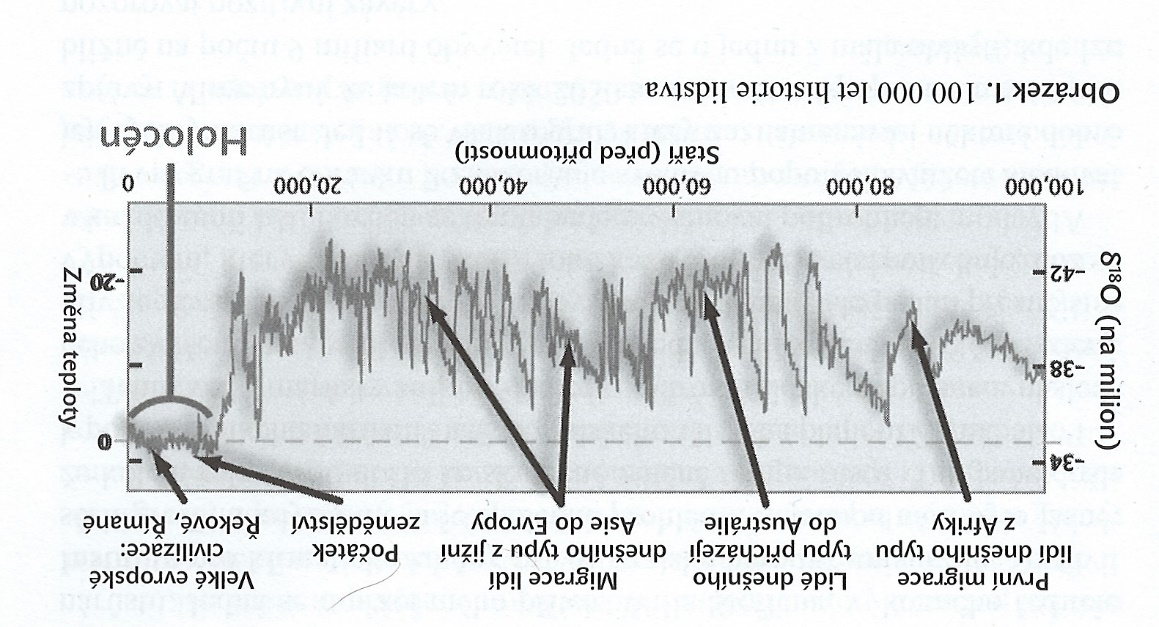 První migrace
lidí dnešního typu
z Afriky
Lidé dnešního
typu přicházejí
do Austrálie
Migrace lidí
dnešního typu z jižní
Asie do Evropy
Počátek
zemědělství
Velké evropské
civilizace:
Řekové, Římané
δ¹⁸O (na milion)
-34
-38
-42
0
-20
Změna teploty
100,000
80,000
60,000
40,000
20,000
0
Stáří (před přítomností)
Holocén
Obrázek 1. 100 000 let historie lidstva